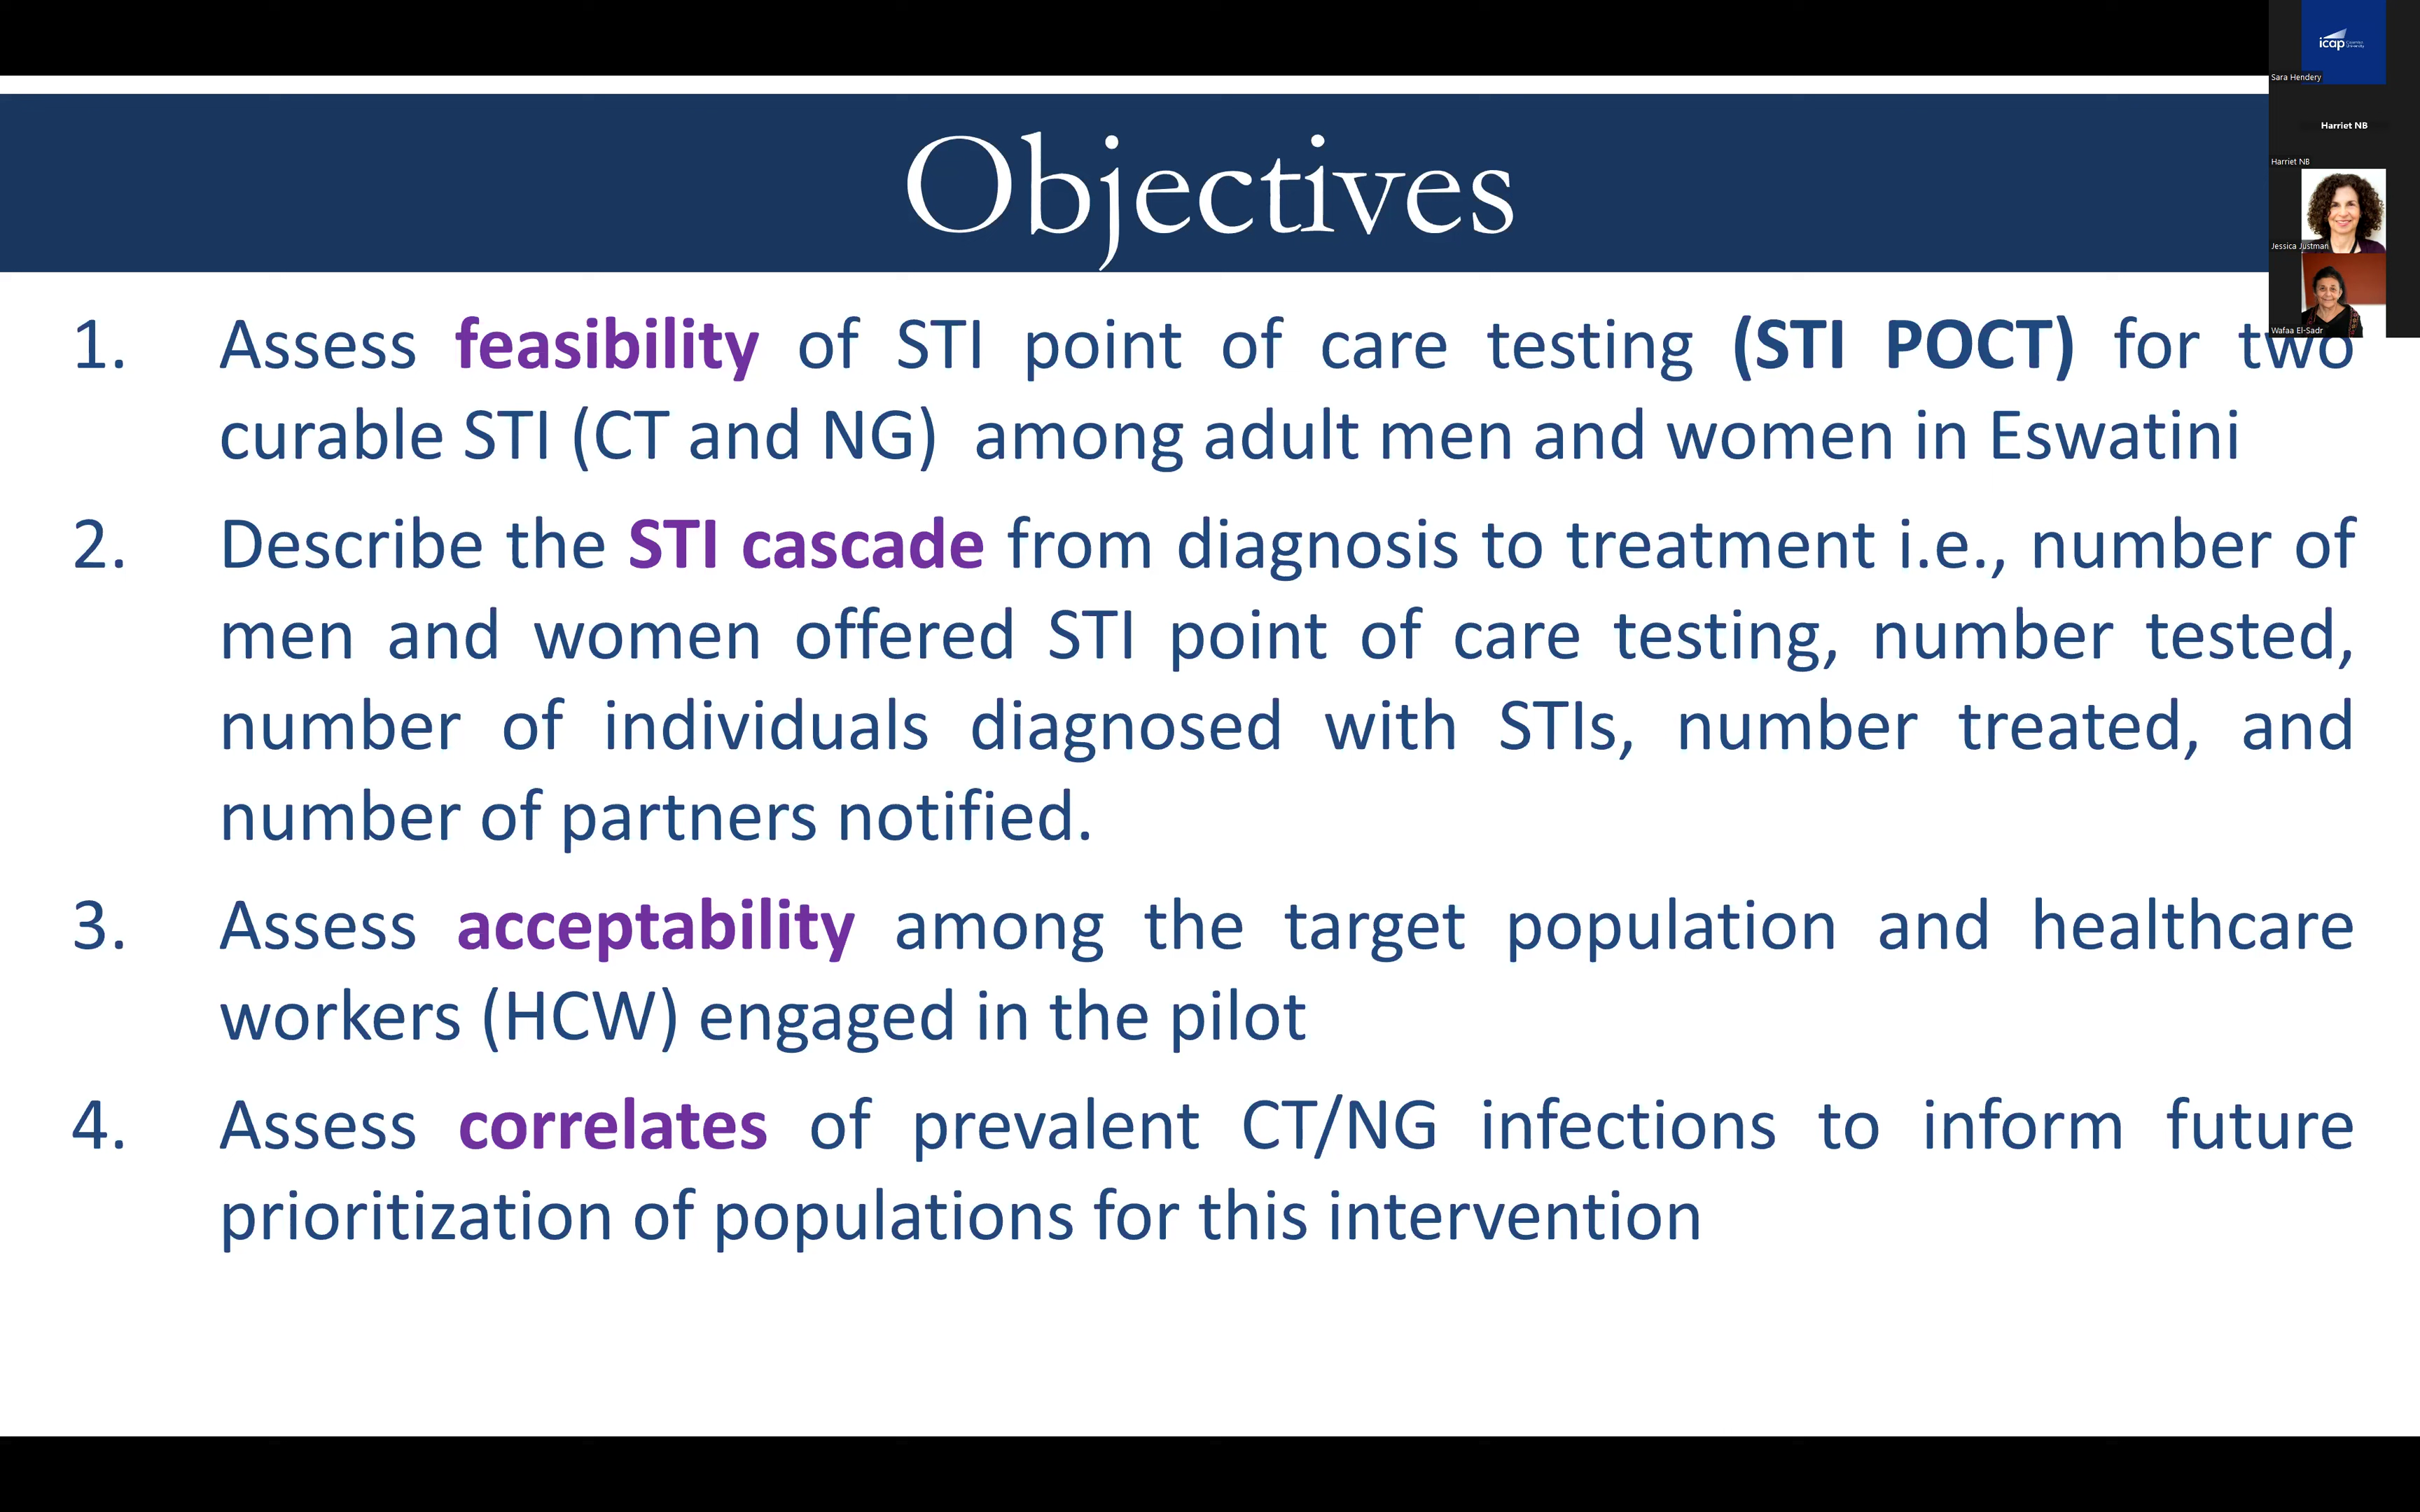 Objectives
1. Assess feasibility of STI point of care testing (STI POCT) for two
curable STI (CT and NG) among adult men and women in Eswatini
2. Describe the STI cascade from diagnosis to treatment i.e., number of
men and women offered STI point of care testing, number tested,
number of individuals diagnosed with STIs, number treated, and
number of partners notified.
3. Assess acceptability among the target population and healthcare
workers (HCW) engaged in the pilot
4. Assess correlates of prevalent CT/NG infections to inform future
prioritization of populations for this intervention
icap
Sara Hendery
Harriet NB
Harriet NB
Jessica Justman
Wafaa El-Sadr